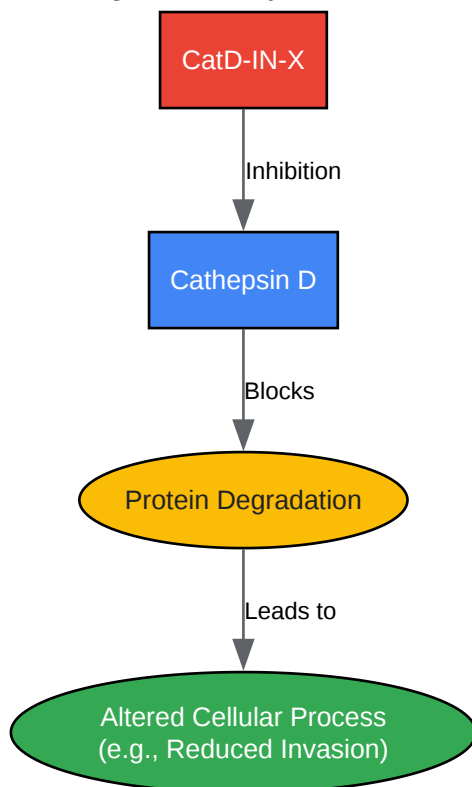 CatD-IN-X
Inhibition
Cathepsin D
Blocks
Protein Degradation
Leads to
Altered Cellular Process
(e.g., Reduced Invasion)